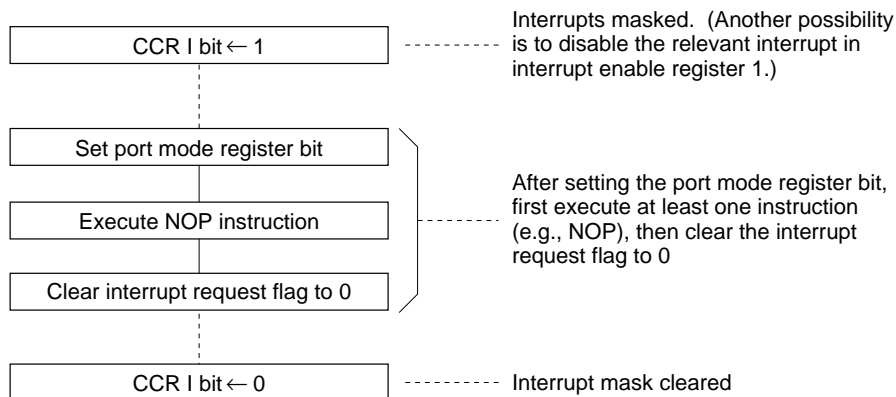 CCR I bit ← 1
Interrupts masked. (Another possibility
is to disable the relevant interrupt in
interrupt enable register 1.)
Set port mode register bit
Execute NOP instruction
Clear interrupt request flag to 0
After setting the port mode register bit,
first execute at least one instruction
(e.g., NOP), then clear the interrupt
request flag to 0
CCR I bit ← 0
Interrupt mask cleared